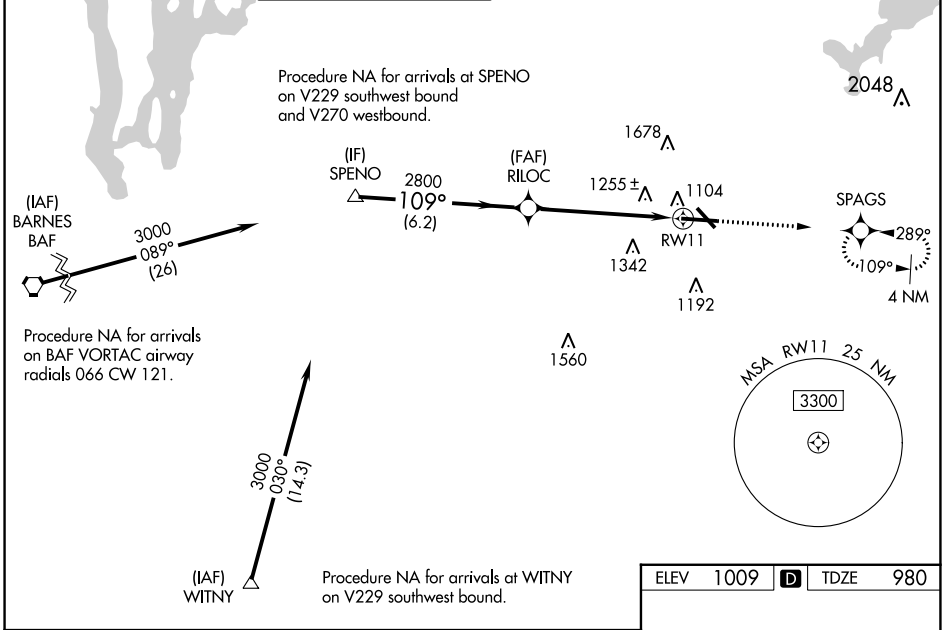 Procedure NA for arrivals at SPENO
on V229 southwest bound
and V270 westbound.
2048
1678
(IF)
SPENO
2800
109°
(6.2)
(FAF)
RILOC
1255 ±
1104
RW11
1342
1192
1560
SPAGS
289°
109°
4 NM
(IAF)
BARNES
BAF
3000
089°
(26)
Procedure NA for arrivals
on BAF VORTAC airway
radials 066 CW 121.
MSA RW11 25 NM
3300
3000
030°
(14.3)
(IAF)
WITNY
Procedure NA for arrivals at WITNY
on V229 southwest bound.
ELEV 1009 D TDZE 980